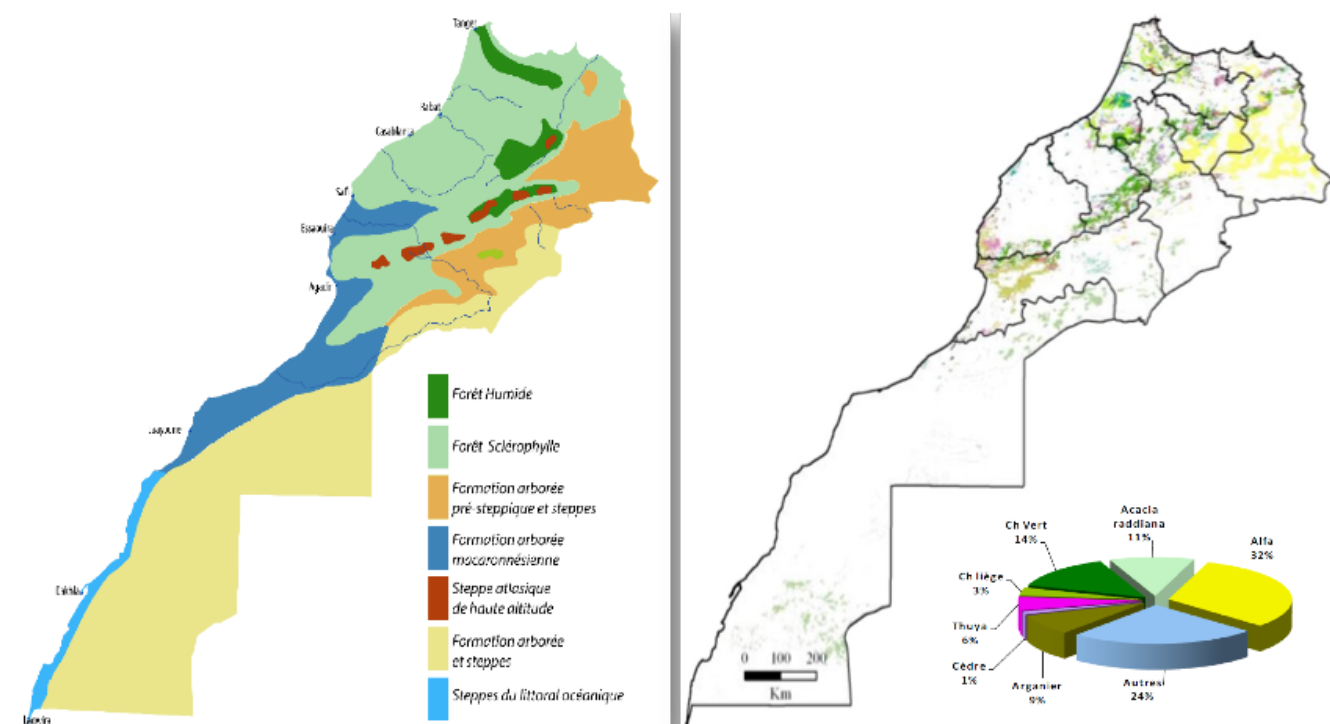 Tanger
Rabat
Casablanca
Safi
Essaouira
Agadir
Laayoune
Dakhla
Lagwira
Forêt Humide
Forêt Sclérophylle
Formation arborée
pré-steppique et steppes
Formation arborée
macaronnésienne
Steppe atlasique
de haute altitude
Formation arborée
et steppes
Steppes du littoral océanique
Acacia
raddiana
11%
Ch Vert
14%
Alfa
32%
Ch liège
3%
Thuya
6%
Cèdre
1%
Arganier
9%
Autres
24%
0 100 200
Km